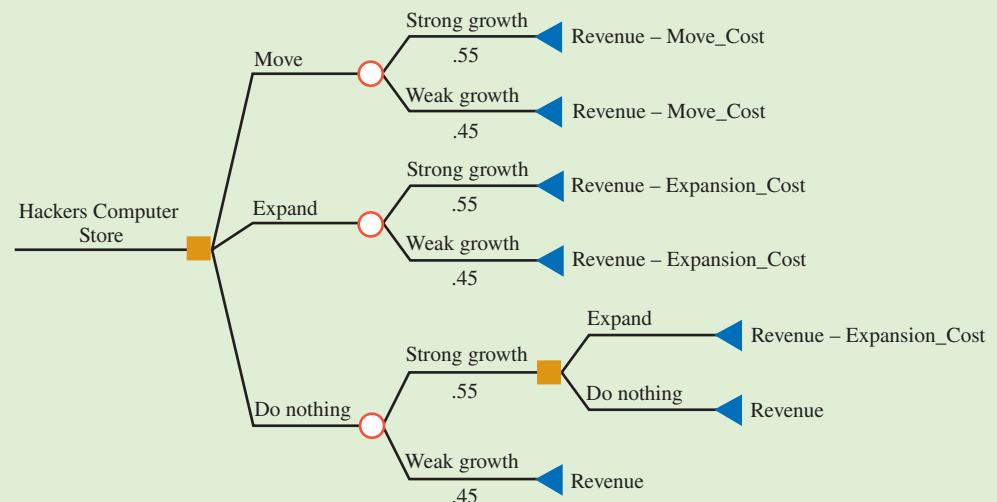 Strong growth
Revenue – Move_Cost
.55
Move
Weak growth
Revenue – Move_Cost
.45
Strong growth
Revenue – Expansion_Cost
.55
Hackers Computer
Store
Expand
Weak growth
Revenue – Expansion_Cost
.45
Expand
Revenue – Expansion_Cost
Strong growth
.55
Do nothing
Revenue
Do nothing
Weak growth
Revenue
.45